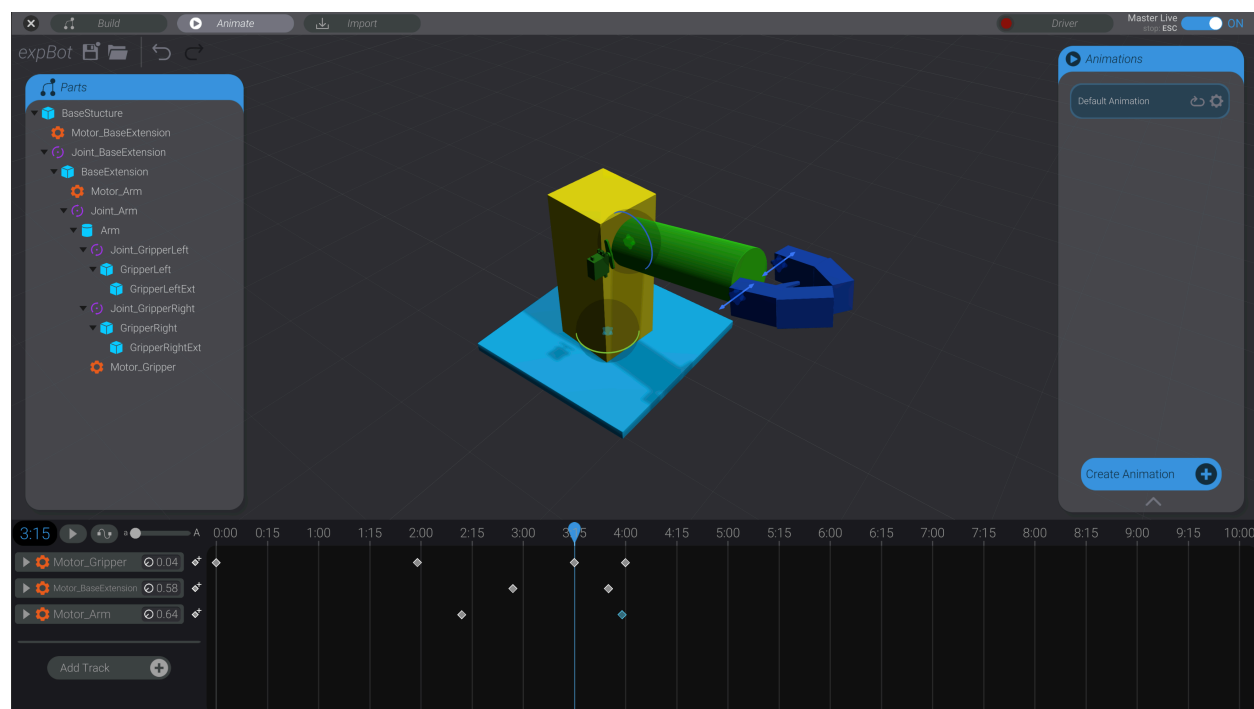 Build
Animate
Import
Driver
Master Live
stop: ESC
ON
expBot
Parts
BaseStucture
Motor_BaseExtension
Joint_BaseExtension
BaseExtension
Motor_Arm
Joint_Arm
Arm
Joint_GripperLeft
GripperLeft
GripperLeftExt
Joint_GripperRight
GripperRight
GripperRightExt
Motor_Gripper
Animations
Default Animation
Create Animation
3:15 a A 0:00 0:15 1:00 1:15 2:00 2:15 3:00 3:15 4:00 4:15 5:00 5:15 6:00 6:15 7:00 7:15 8:00 8:15 9:00 9:15 10:00
Motor_Gripper 0.04
Motor_BaseExtension 0.58
Motor_Arm 0.64
Add Track